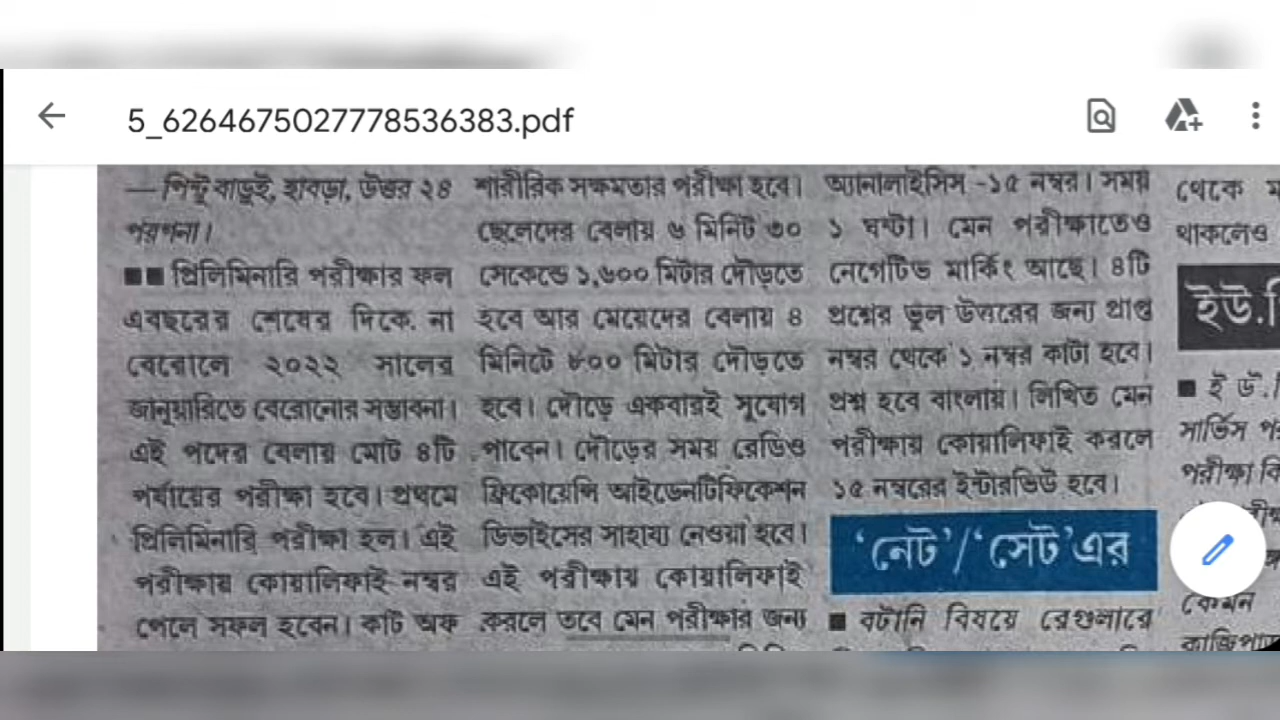 5_6264675027778536383.pdf
— পিন্টু বাড়ুই, হাবড়া, উত্তর ২৪
পরগনা।
■■ প্রিলিমিনারি পরীক্ষার ফল
এবছরের শেষের দিকে. না
বেরোলে ২০২২ সালের
জানুয়ারিতে বেরোনোর সম্ভাবনা।
এই পদের বেলায় মোট ৪টি
পর্যায়ের পরীক্ষা হবে। প্রথমে
প্রিলিমিনারি পরীক্ষা হল। এই
পরীক্ষায় কোয়ালিফাই নম্বর
পেলে সফল হবেন। কাট অফ
শারীরিক সক্ষমতার পরীক্ষা হবে।
ছেলেদের বেলায় ৬ মিনিট ৩০
সেকেন্ডে ১,৬০০ মিটার দৌড়তে
হবে আর মেয়েদের বেলায় ৪
মিনিটে ৮০০ মিটার দৌড়তে
হবে। দৌড়ে একবারই সুযোগ
পাবেন। দৌড়ের সময় রেডিও
ফ্রিকোয়েন্সি আইডেনটিফিকেশন
ডিভাইসের সাহায্য নেওয়া হবে।
এই পরীক্ষায় কোয়ালিফাই
করলে তবে মেন পরীক্ষার জন্য
অ্যানালাইসিস -১৫ নম্বর। সময়
১ ঘণ্টা। মেন পরীক্ষাতেও
নেগেটিভ মার্কিং আছে। ৪টি
প্রশ্নের ভুল উত্তরের জন্য প্রাপ্ত
নম্বর থেকে ১ নম্বর কাটা হবে।
প্রশ্ন হবে বাংলায়। লিখিত মেন
পরীক্ষায় কোয়ালিফাই করলে
১৫ নম্বরের ইন্টারভিউ হবে।
'নেট'/'সেট'এর
■ বটানি বিষয়ে রেগুলারে
থেকে
থাকলেও
ইউ.
■ ই উ.
সার্ভিস
পরীক্ষা
কেমন